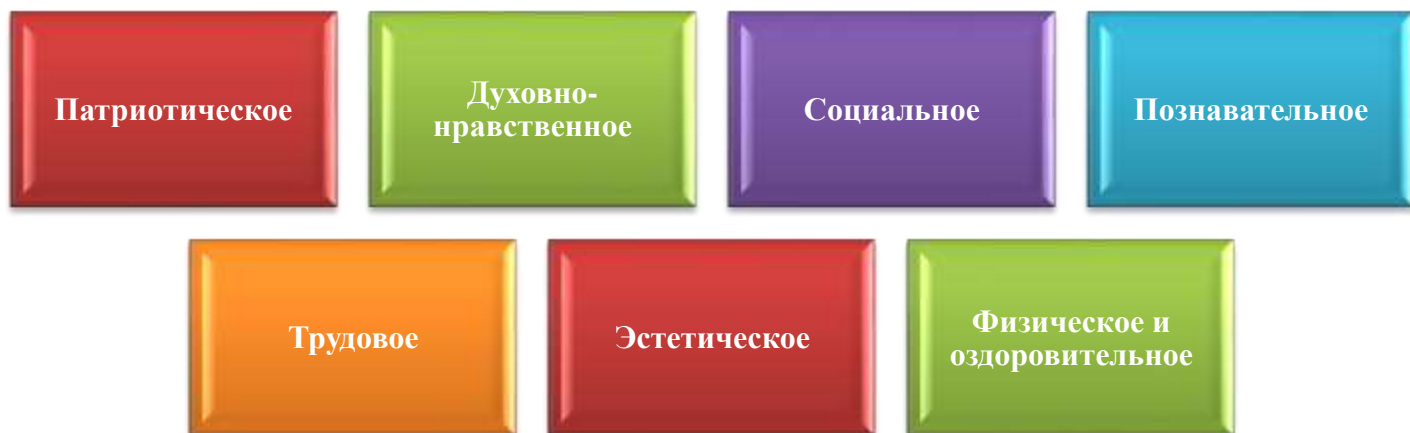 Патриотическое
Духовно-
нравственное
Социальное
Познавательное
Трудовое
Эстетическое
Физическое и
оздоровительное